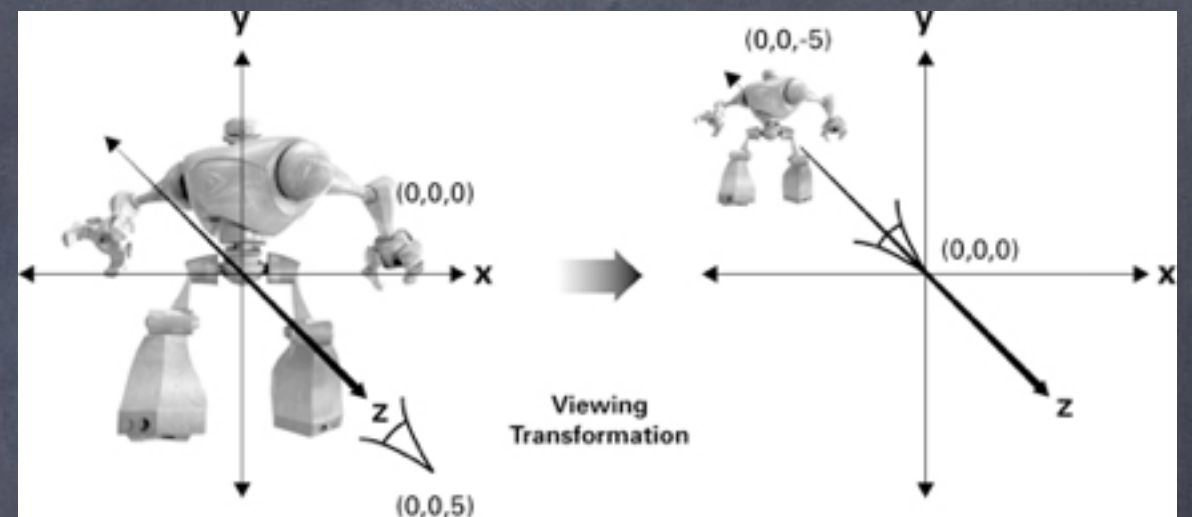 y
(0,0,0)
x
z
(0,0,5)
Viewing
Transformation
y
(0,0,-5)
(0,0,0)
x
z